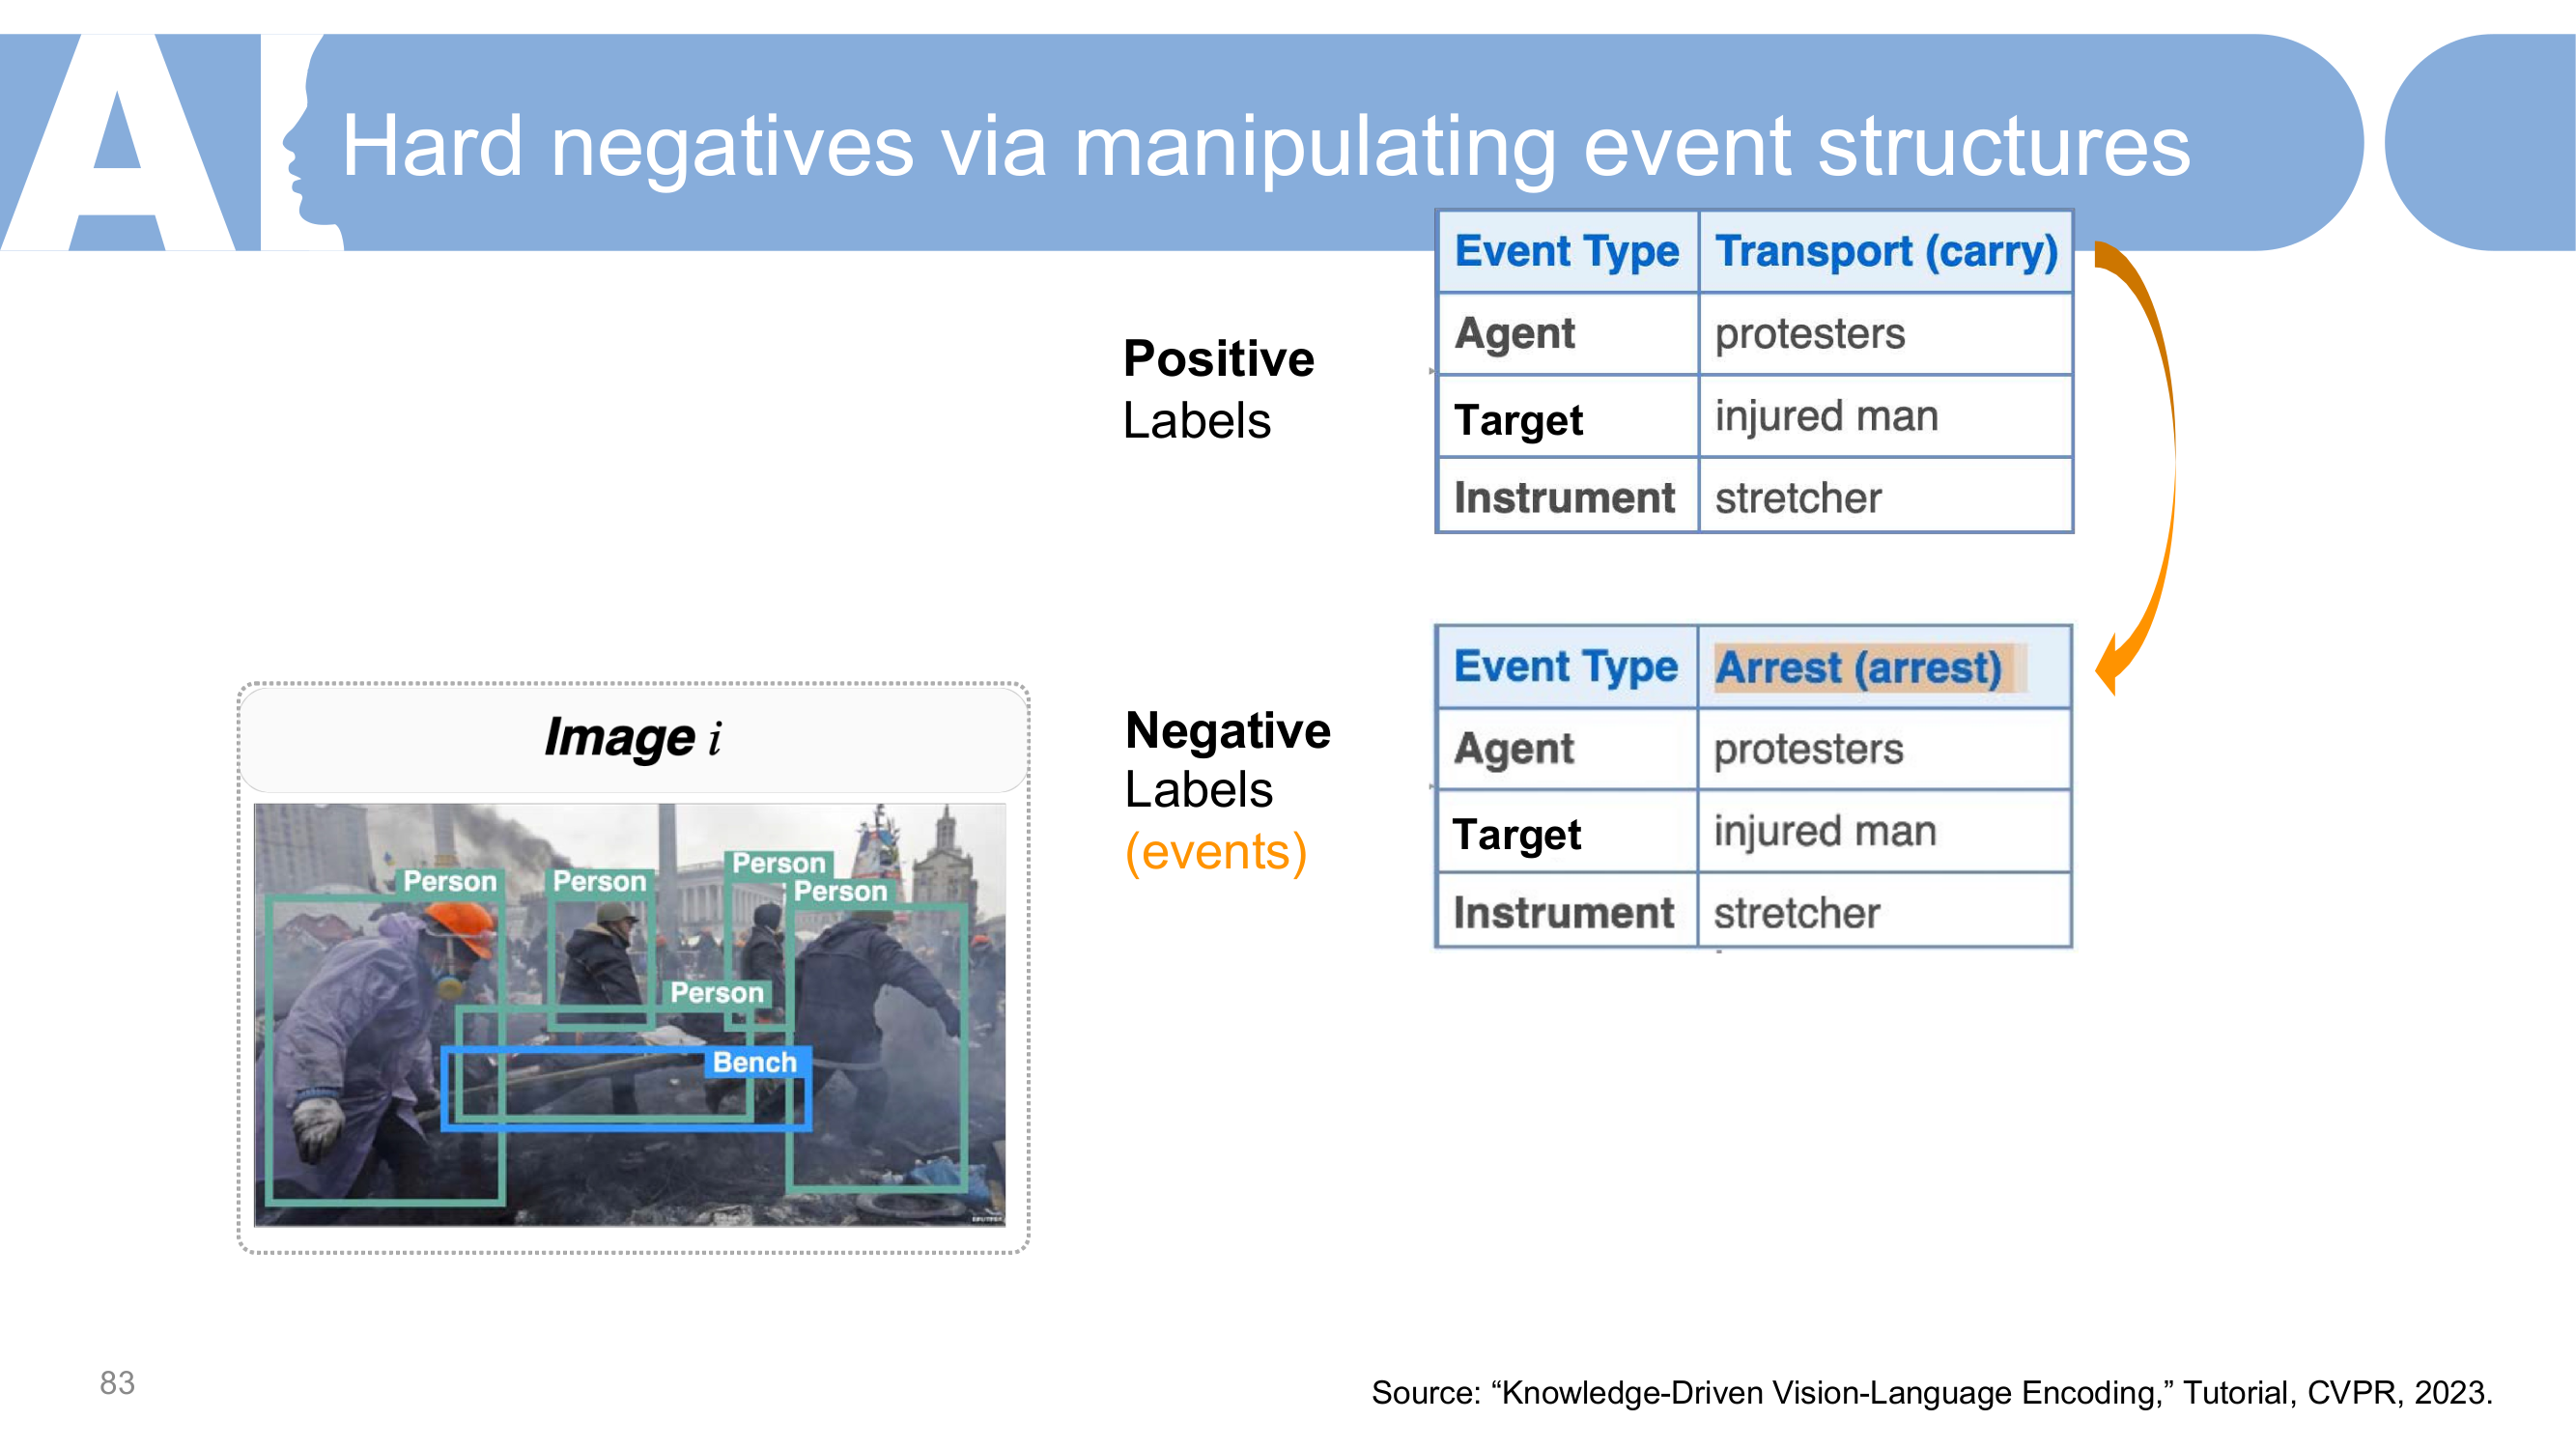 AI
Hard negatives via manipulating event structures
Positive
Labels
Event Type Transport (carry)
Agent protesters
Target injured man
Instrument stretcher
Negative
Labels
(events)
Event Type Arrest (arrest)
Agent protesters
Target injured man
Instrument stretcher
Image i
Person
Person
Person
Person
Person
Bench
83
Source: “Knowledge-Driven Vision-Language Encoding,” Tutorial, CVPR, 2023.